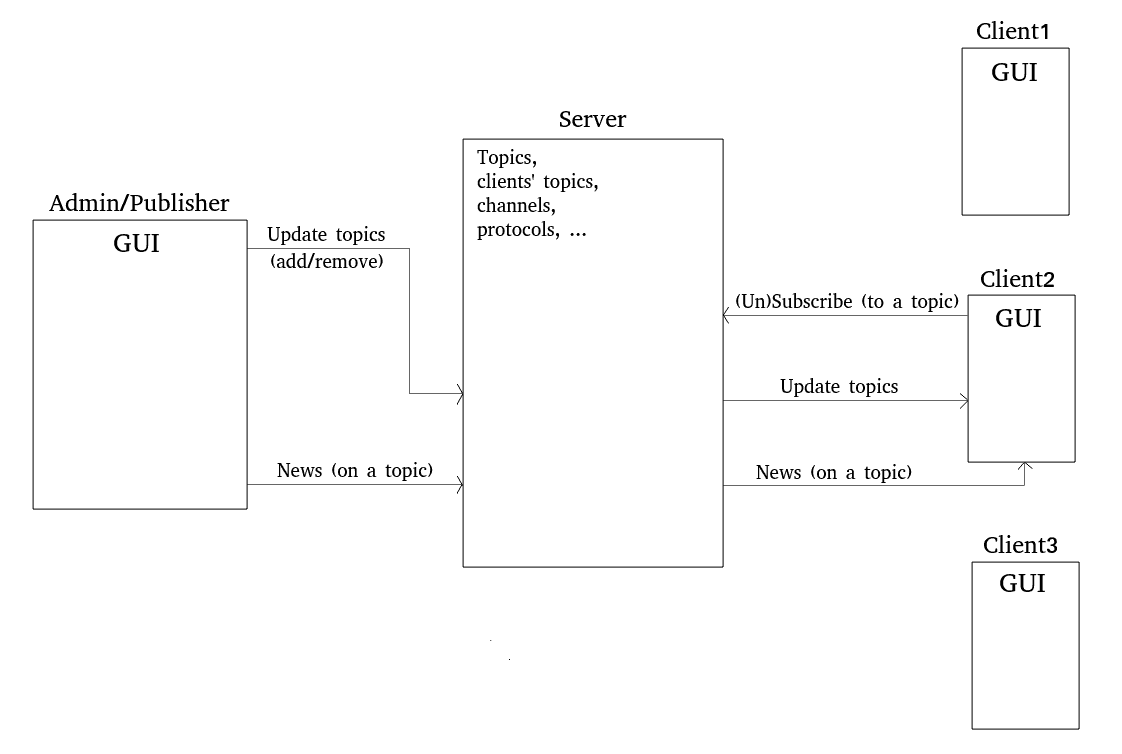 Client1
GUI
Server
Topics,
clients' topics,
channels,
protocols, ...
Admin/Publisher
GUI
Update topics
(add/remove)
Client2
GUI
(Un)Subscribe (to a topic)
Update topics
News (on a topic)
News (on a topic)
Client3
GUI